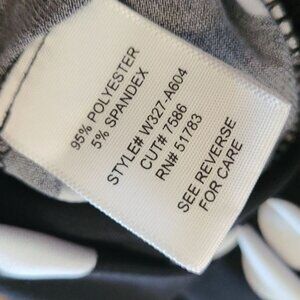 95% POLYESTER
5% SPANDEX
STYLE# W327-A604
CUT# 7586
RN# 51783
SEE REVERSE
FOR CARE